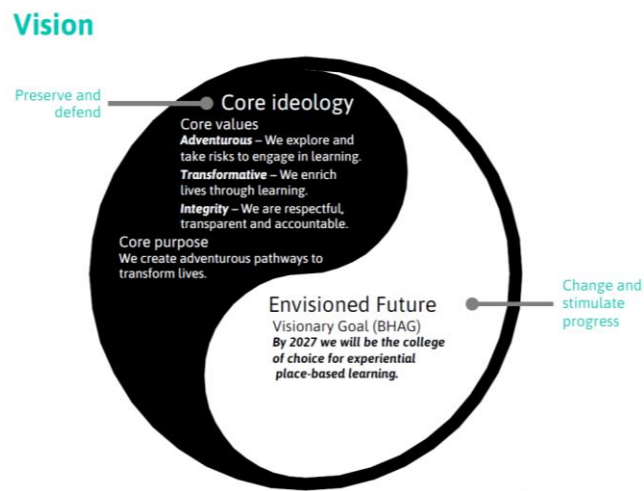 Vision
Preserve and
defend
Core ideology
Core values
Adventurous – We explore and
take risks to engage in learning.
Transformative – We enrich
lives through learning.
Integrity – We are respectful,
transparent and accountable.
Core purpose
We create adventurous pathways to
transform lives.
Envisioned Future
Visionary Goal (BHAG)
By 2027 we will be the college
of choice for experiential
place-based learning.
Change and
stimulate
progress